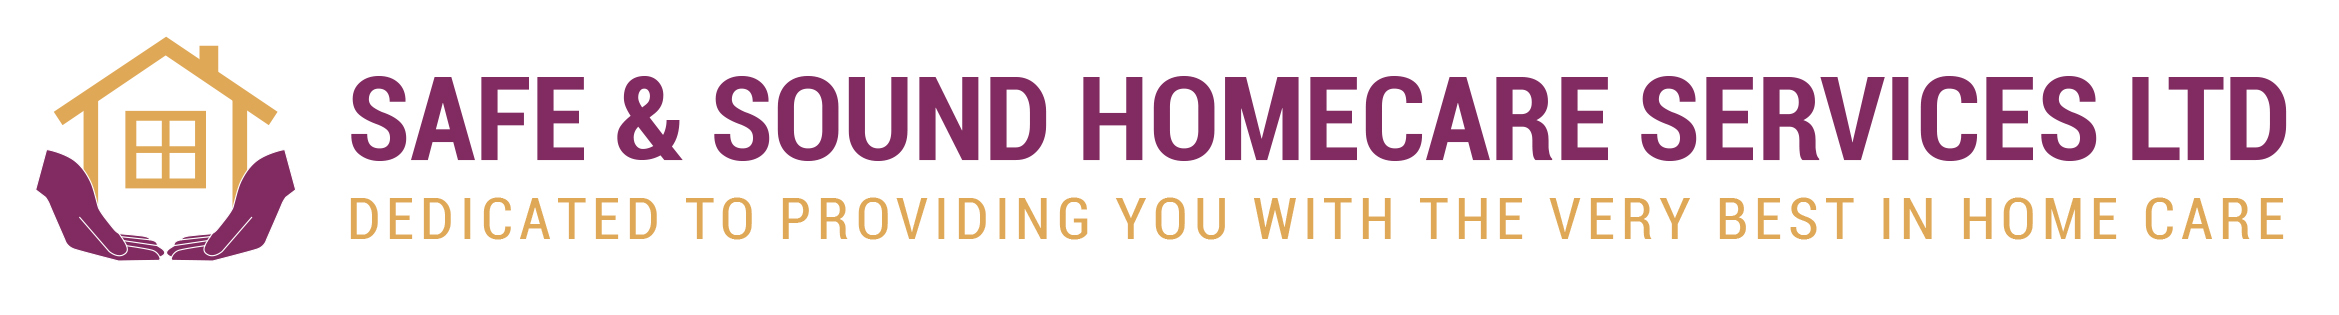 SAFE & SOUND HOMECARE SERVICES LTD
DEDICATED TO PROVIDING YOU WITH THE VERY BEST IN HOME CARE